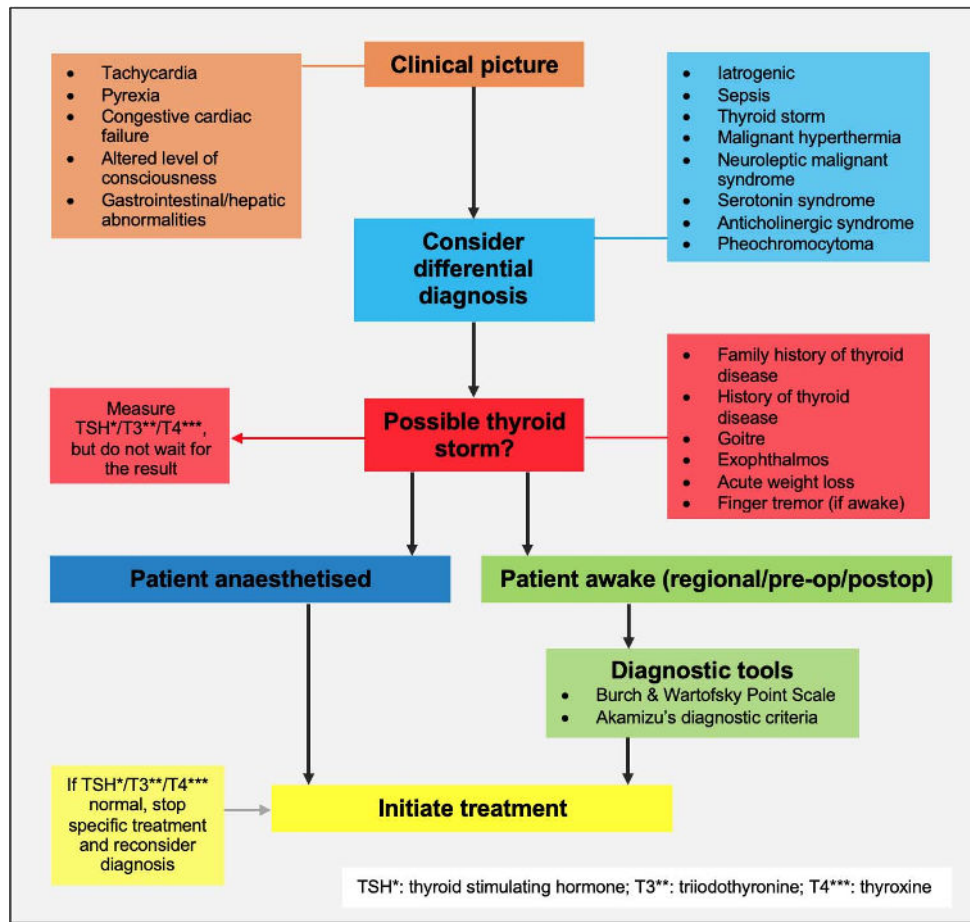 Clinical picture
• Tachycardia
• Pyrexia
• Congestive cardiac
failure
• Altered level of
consciousness
• Gastrointestinal/hepatic
abnormalities
• Iatrogenic
• Sepsis
• Thyroid storm
• Malignant hyperthermia
• Neuroleptic malignant
syndrome
• Serotonin syndrome
• Anticholinergic syndrome
• Pheochromocytoma
Consider
differential
diagnosis
• Family history of thyroid
disease
• History of thyroid
disease
• Goitre
• Exophthalmos
• Acute weight loss
• Finger tremor (if awake)
Possible thyroid
storm?
Measure
TSH*/T3**/T4***,
but do not wait for
the result
Patient anaesthetised
Patient awake (regional/pre-op/postop)
Diagnostic tools
• Burch & Wartofsky Point Scale
• Akamizu's diagnostic criteria
If TSH*/T3**/T4***
normal, stop
specific treatment
and reconsider
diagnosis
Initiate treatment
TSH*: thyroid stimulating hormone; T3**: triiodothyronine; T4***: thyroxine